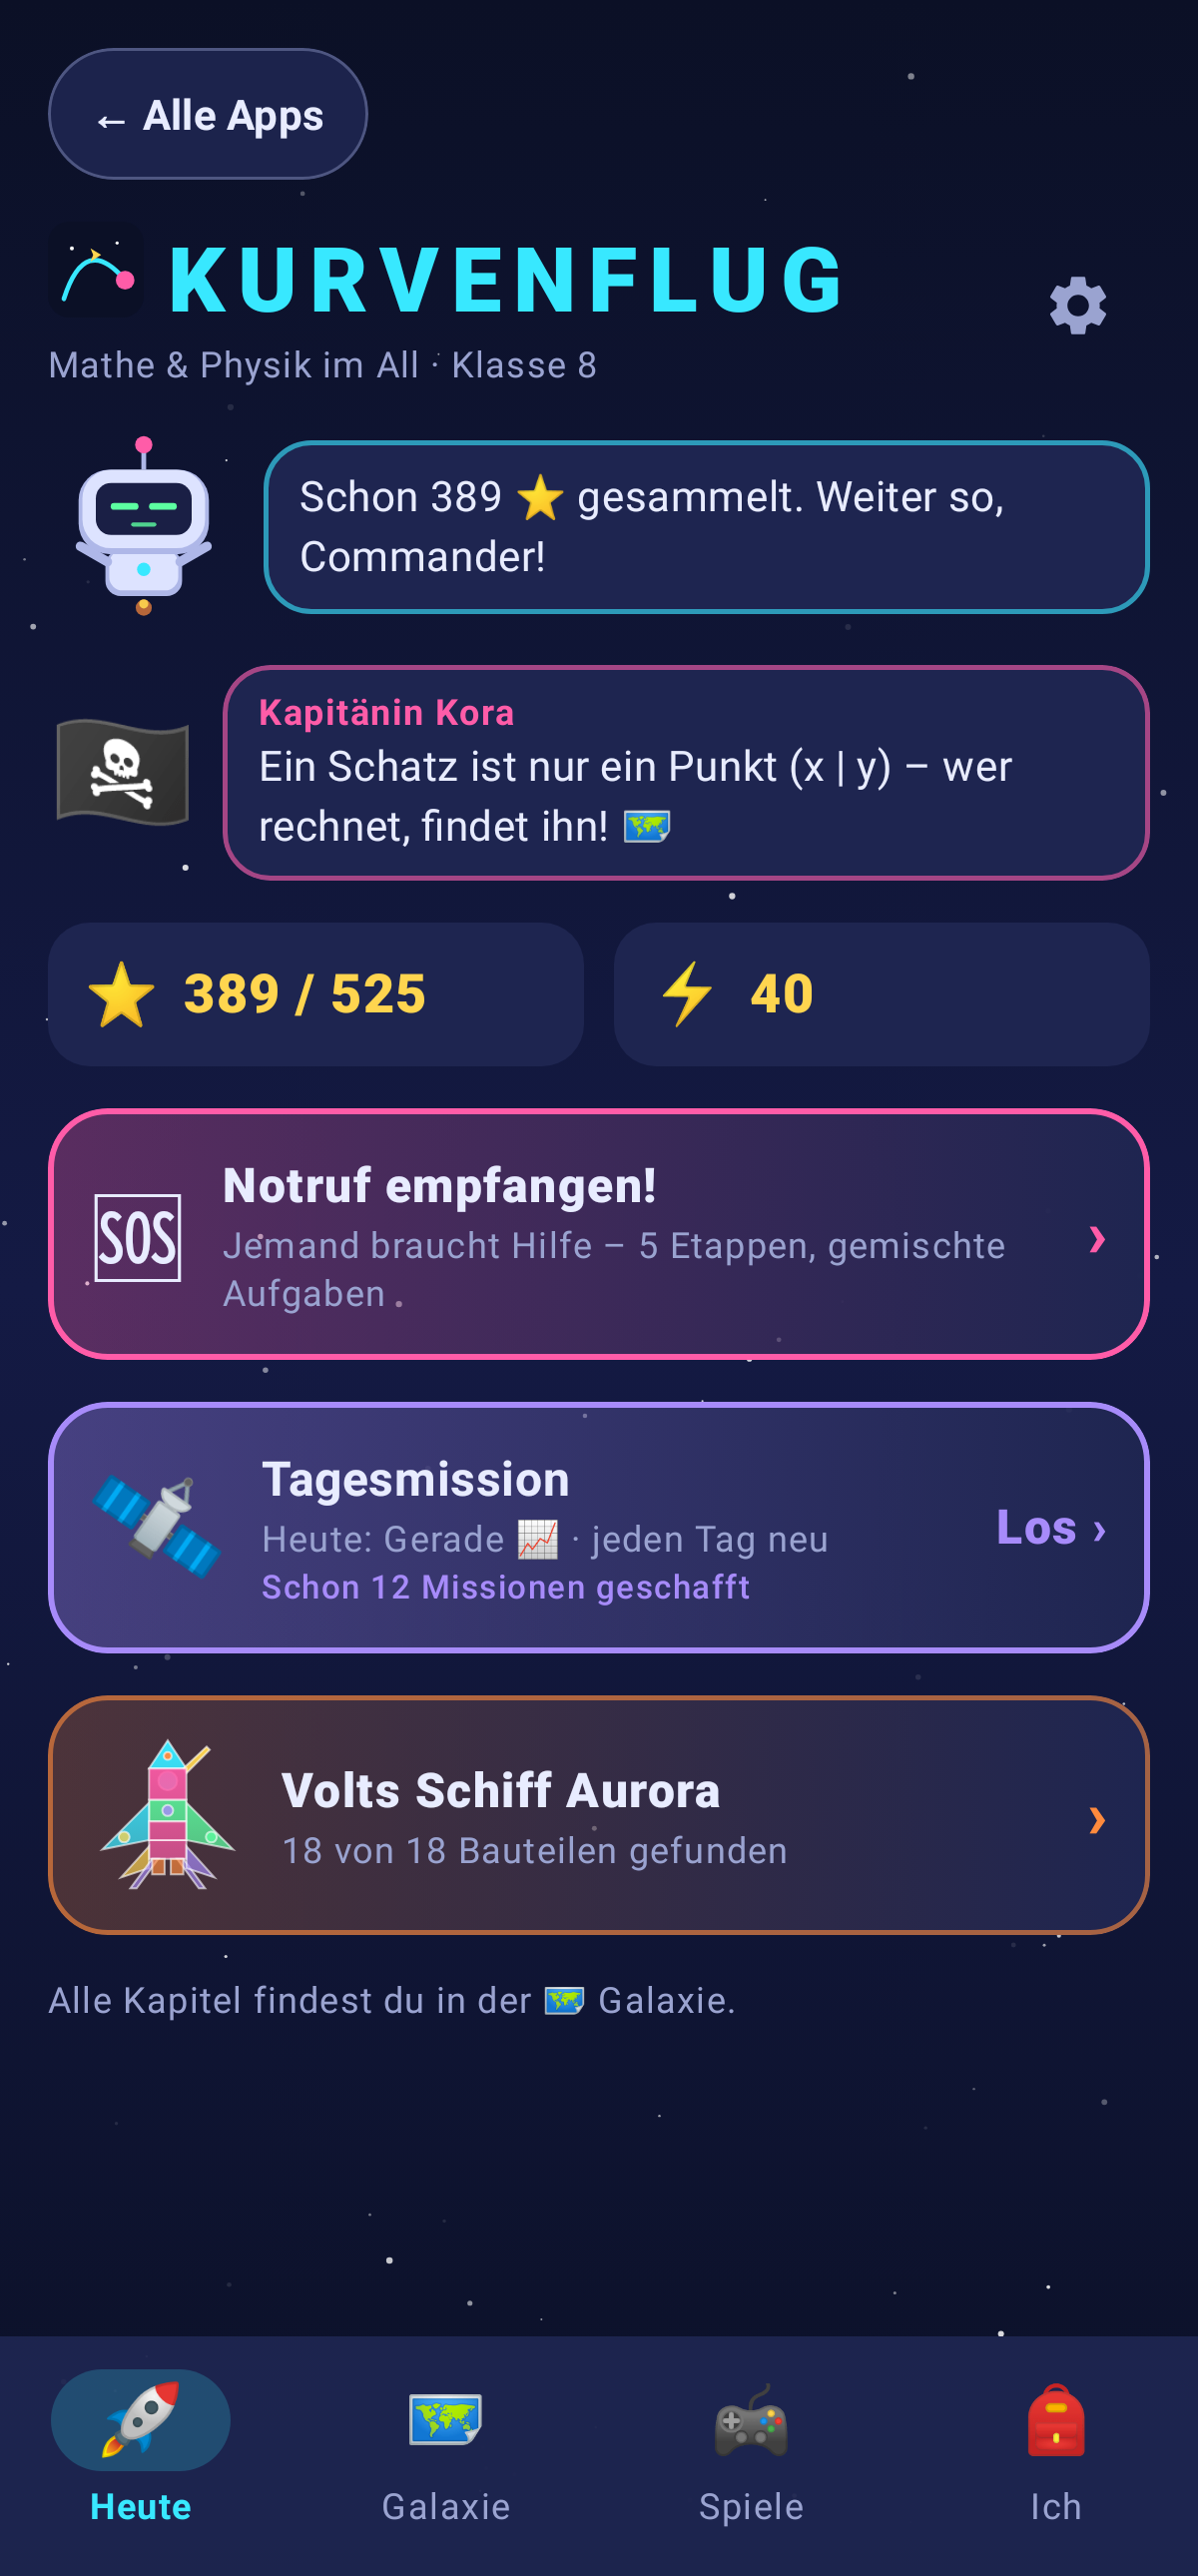 ← Alle Apps
KURVENFLUG
Mathe & Physik im All · Klasse 8
Schon 389 ⭐ gesammelt. Weiter so,
Commander!
Kapitänin Kora
Ein Schatz ist nur ein Punkt (x | y) – wer
rechnet, findet ihn! 🗺️
⭐ 389 / 525
⚡ 40
SOS
Notruf empfangen!
Jemand braucht Hilfe – 5 Etappen, gemischte
Aufgaben
›
Tagesmission
Heute: Gerade 📈 · jeden Tag neu
Schon 12 Missionen geschafft
Los ›
Volts Schiff Aurora
18 von 18 Bauteilen gefunden
›
Alle Kapitel findest du in der 🗺️ Galaxie.
Heute
Galaxie
Spiele
Ich